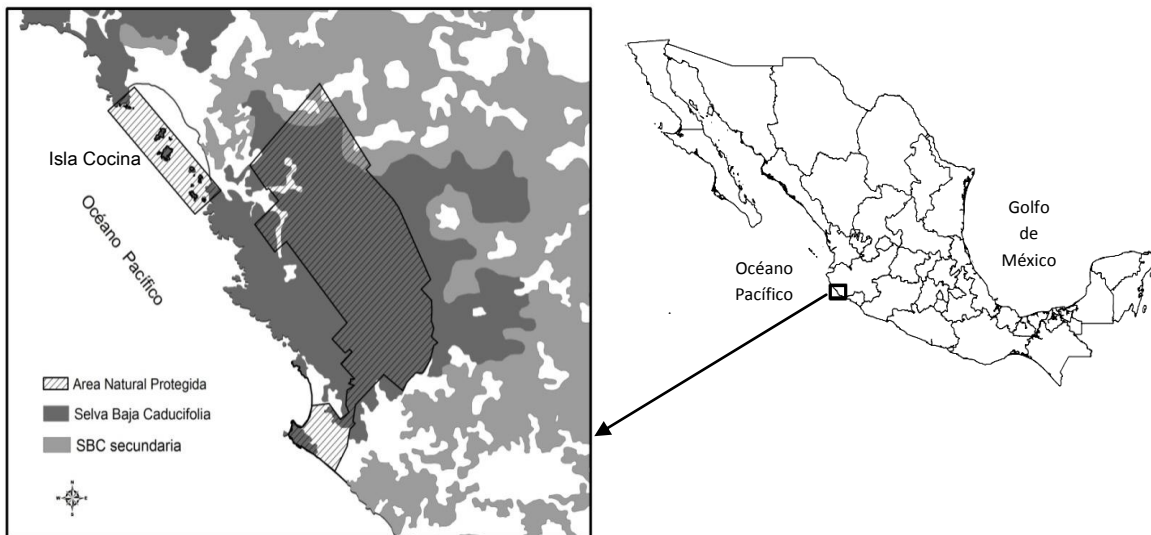 Isla Cocina
Océano Pacífico
Area Natural Protegida
Selva Baja Caducifolia
SBC secundaria
N
W
E
S
Océano
Pacífico
Golfo
de
México